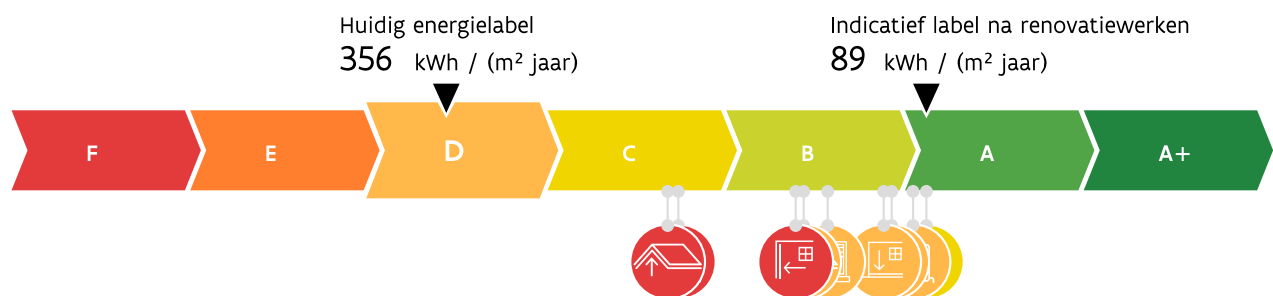 Huidig energielabel
356 kWh / (m² jaar)
Indicatief label na renovatiewerken
89 kWh / (m² jaar)
F E D C B A A+